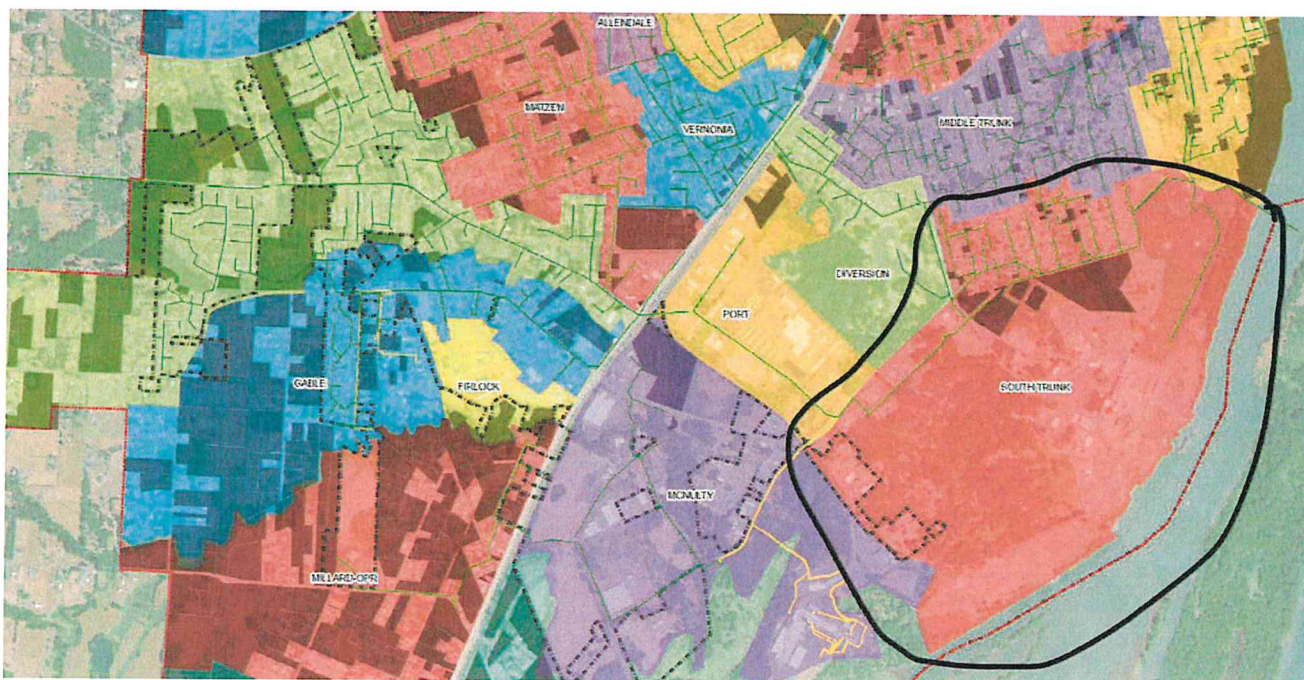 ALLENDALE
MATZEN
VERNONIA
MIDDLE TRUNK
DIVERSION
PORT
GABLE
FIRLOCK
SOUTH TRUNK
MCNULTY
MILLARD-OPR